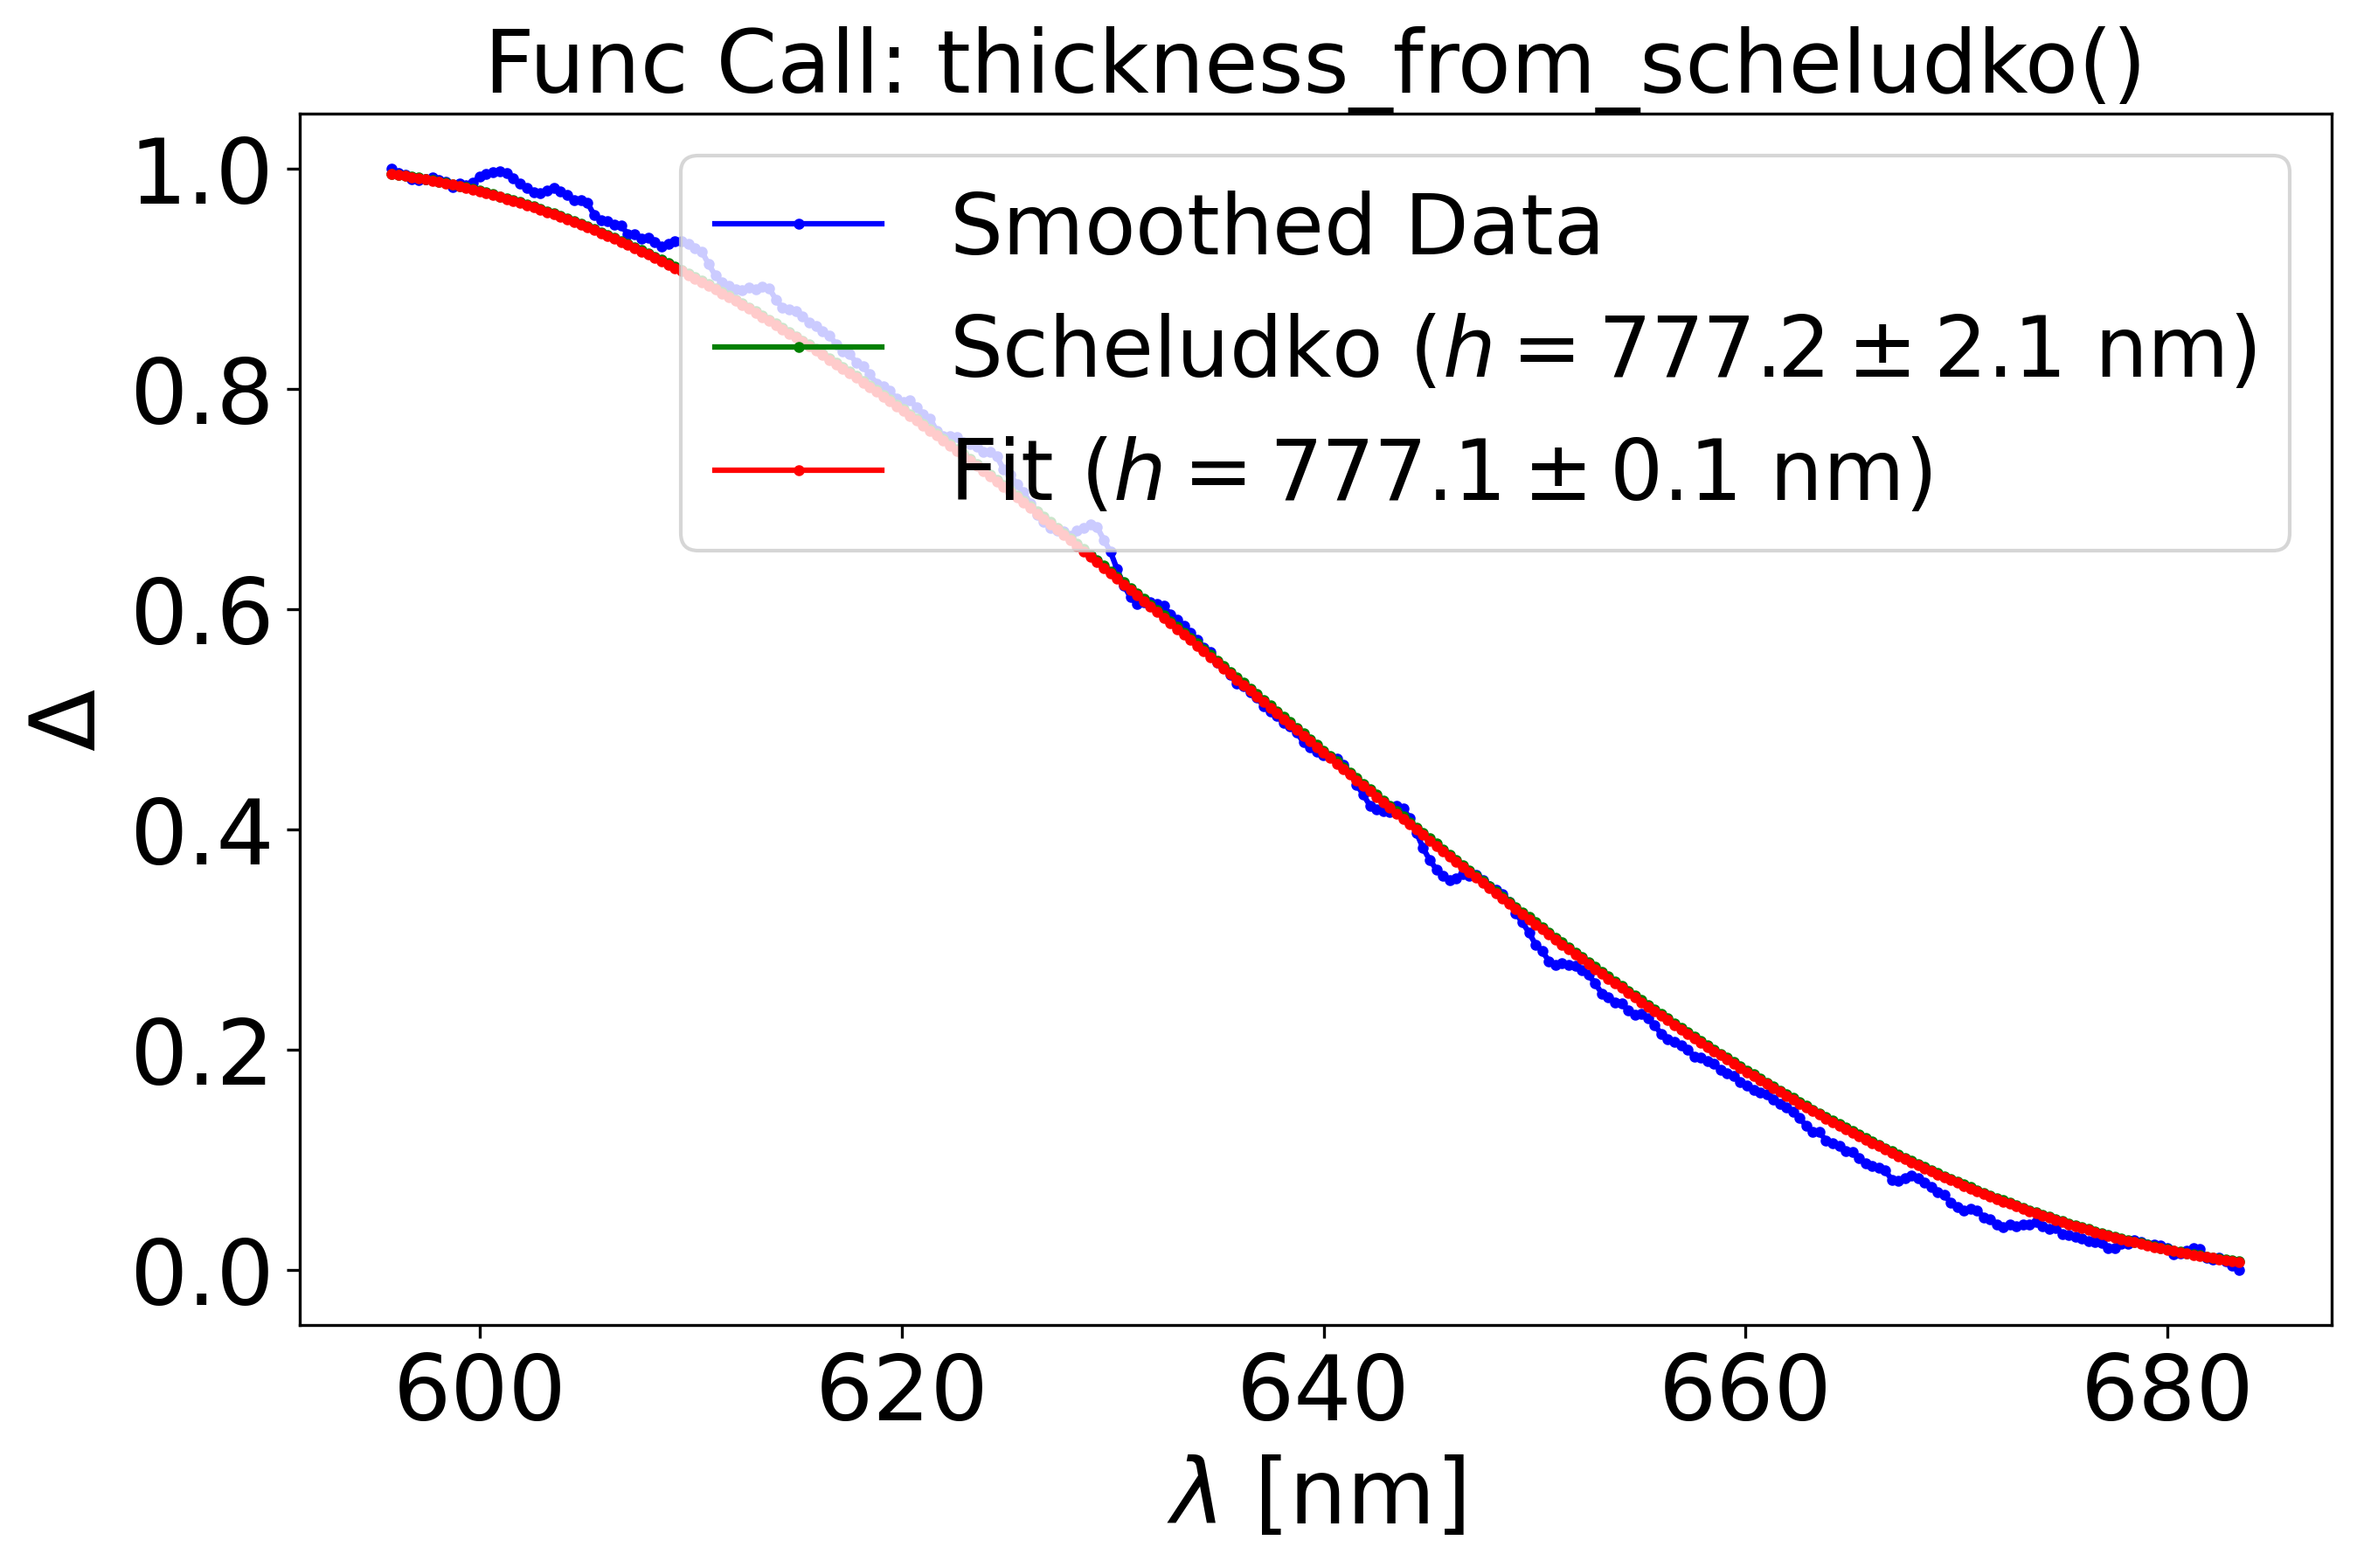 Func Call: thickness_from_scheludko()
Smoothed Data
Scheludko (h = 777.2 ± 2.1 nm)
Fit (h = 777.1 ± 0.1 nm)
Δ
1.0
0.8
0.6
0.4
0.2
0.0
600 620 640 660 680
λ [nm]